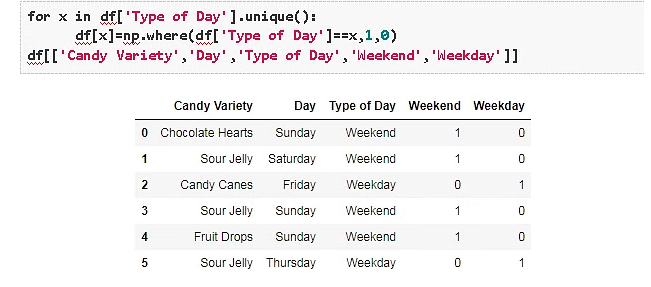 for x in df['Type of Day'].unique():
df[x]=np.where(df['Type of Day']==x,1,0)
df[['Candy Variety','Day','Type of Day','Weekend','Weekday']]
Candy Variety Day Type of Day Weekend Weekday
0 Chocolate Hearts Sunday Weekend 1 0
1 Sour Jelly Saturday Weekend 1 0
2 Candy Canes Friday Weekday 0 1
3 Sour Jelly Sunday Weekend 1 0
4 Fruit Drops Sunday Weekend 1 0
5 Sour Jelly Thursday Weekday 0 1